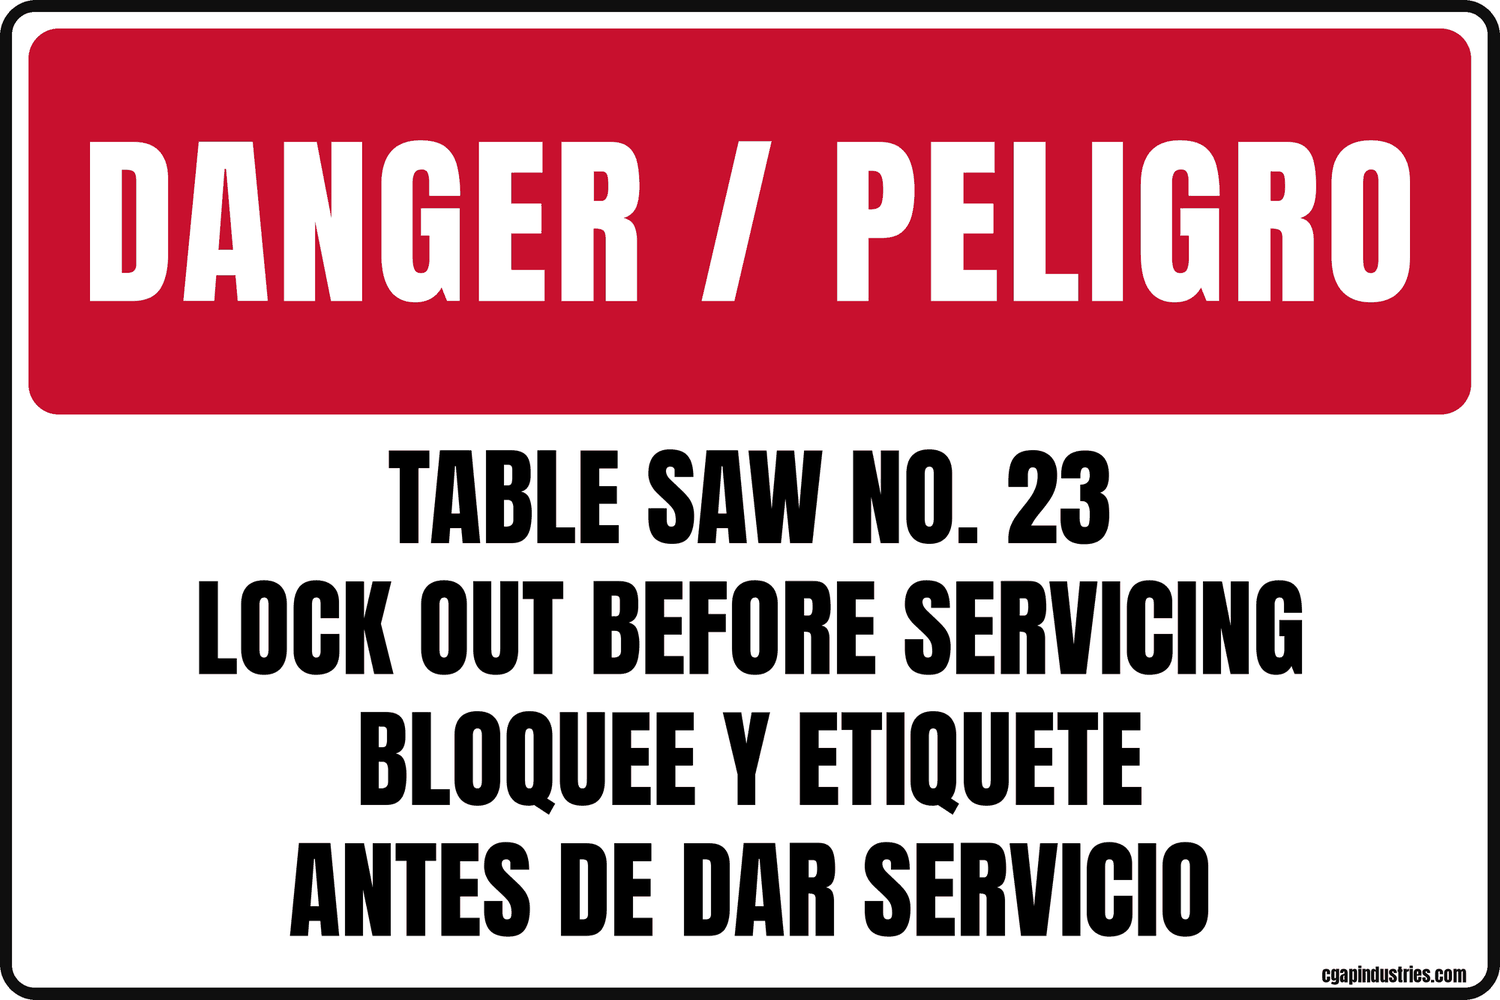 DANGER / PELIGRO
TABLE SAW NO. 23
LOCK OUT BEFORE SERVICING
BLOQUEE Y ETIQUETE
ANTES DE DAR SERVICIO
cgapindustries.com